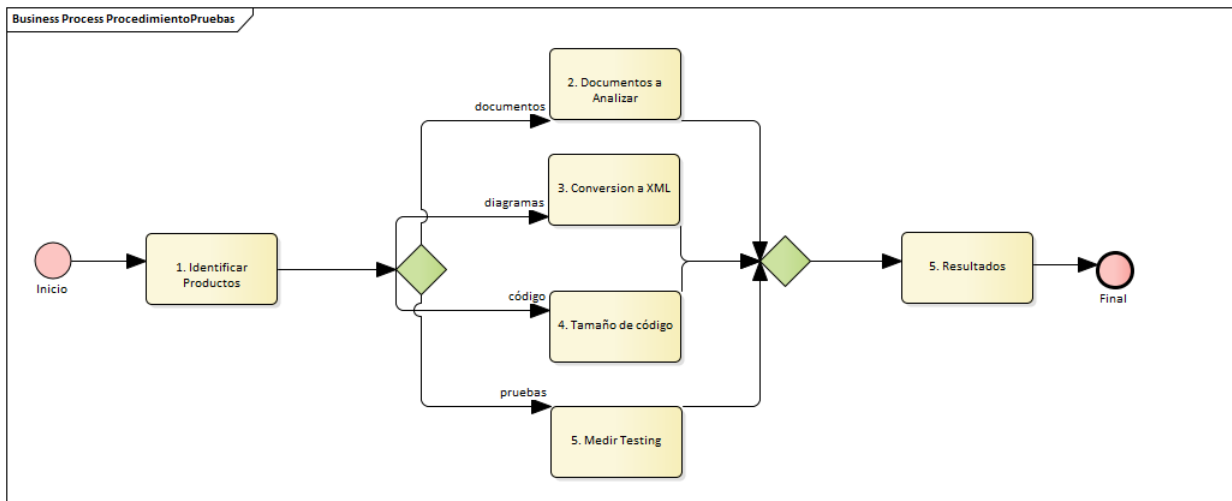 Business Process ProcedimientoPruebas
2. Documentos a
Analizar
documentos
3. Conversion a XML
diagramas
1. Identificar
Productos
Inicio
5. Resultados
Final
código
4. Tamaño de código
pruebas
5. Medir Testing